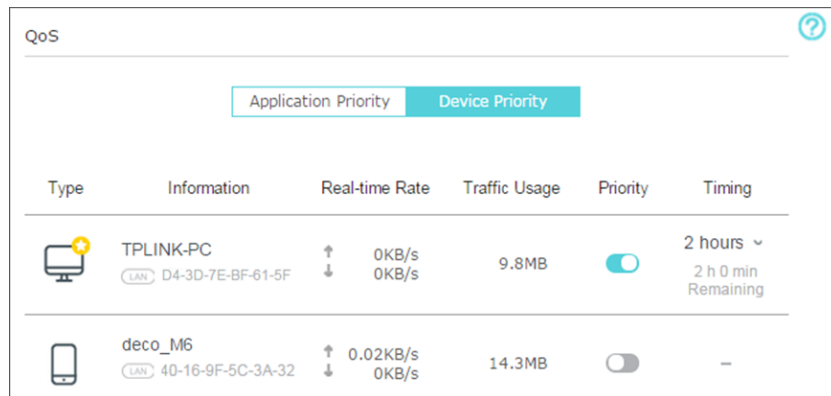 QoS
?
Application Priority Device Priority
Type Information Real-time Rate Traffic Usage Priority Timing
TPLINK-PC
LAN D4-3D-7E-BF-61-5F
0KB/s
0KB/s
9.8MB
2 hours
2 h 0 min
Remaining
deco_M6
LAN 40-16-9F-5C-3A-32
0.02KB/s
0KB/s
14.3MB
–